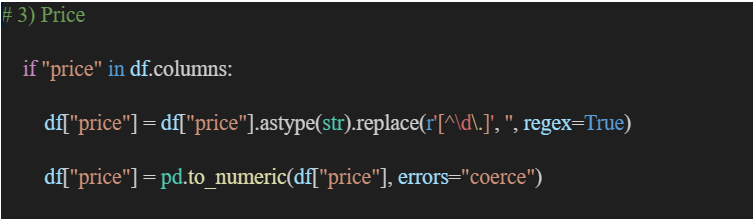 # 3) Price
if "price" in df.columns:
df["price"] = df["price"].astype(str).replace(r'[^\d\.]', '', regex=True)
df["price"] = pd.to_numeric(df["price"], errors="coerce")